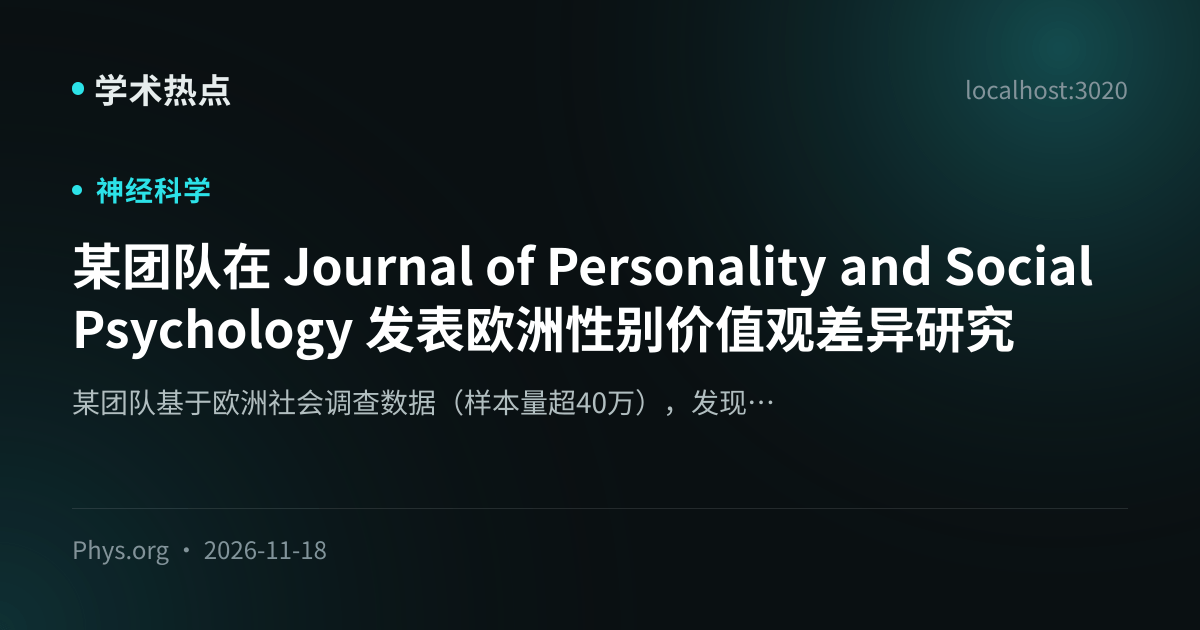 学术热点
localhost:3020
神经科学
某团队在 Journal of Personality and Social
Psychology 发表欧洲性别价值观差异研究
某团队基于欧洲社会调查数据（样本量超40万），发现…
Phys.org · 2026-11-18